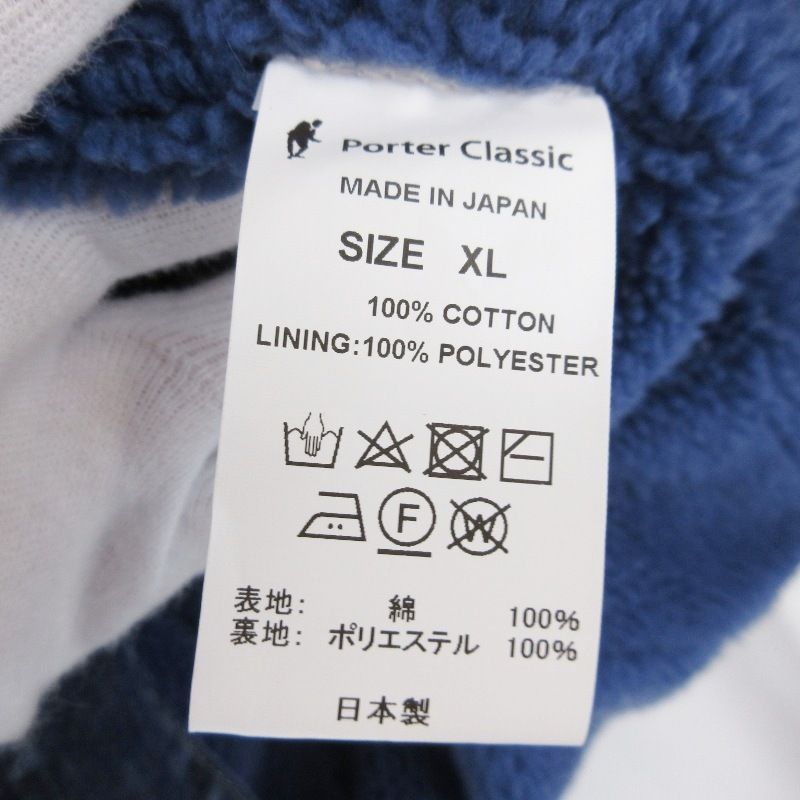 Porter Classic
MADE IN JAPAN
SIZE XL
100% COTTON
LINING:100% POLYESTER
F
W
表地: 綿 100%
裏地: ポリエステル 100%
日本製